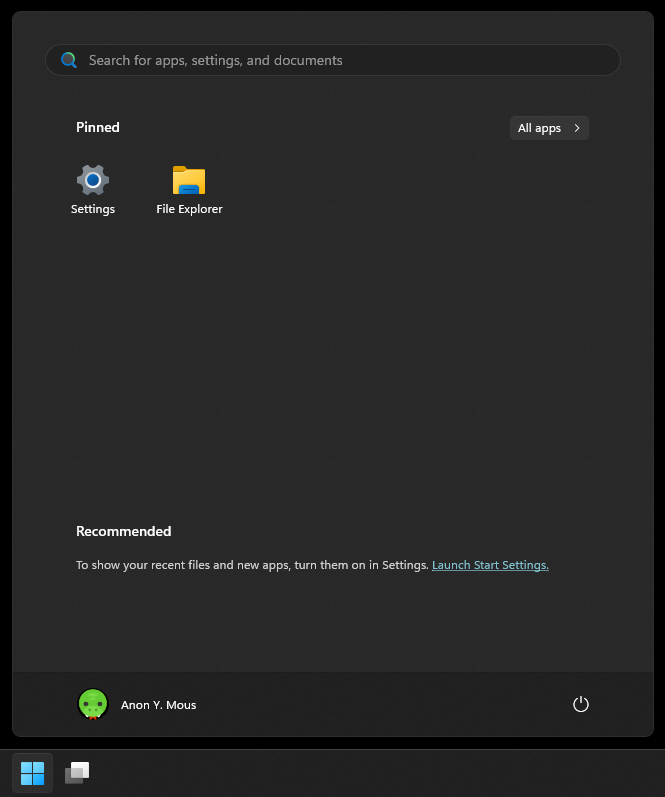 Search for apps, settings, and documents
Pinned
All apps
Settings
File Explorer
Recommended
To show your recent files and new apps, turn them on in Settings. Launch Start Settings.
Anon Y. Mous